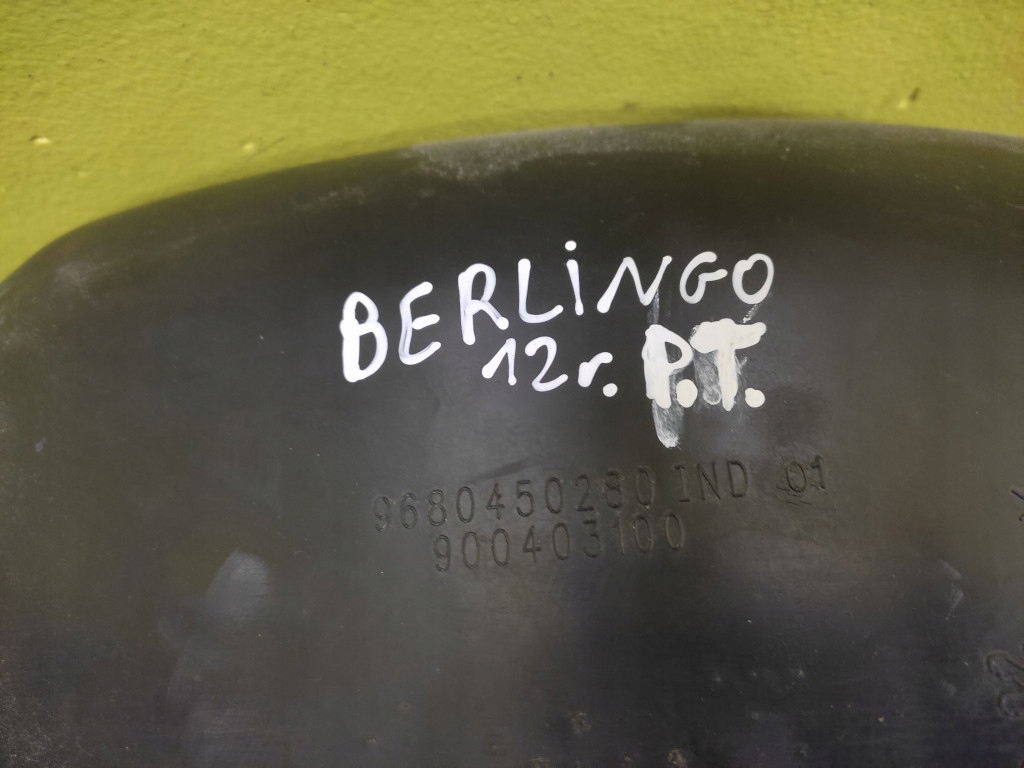 BERLiNGO
12r. P.T.
9680450280 IND 01
900403100